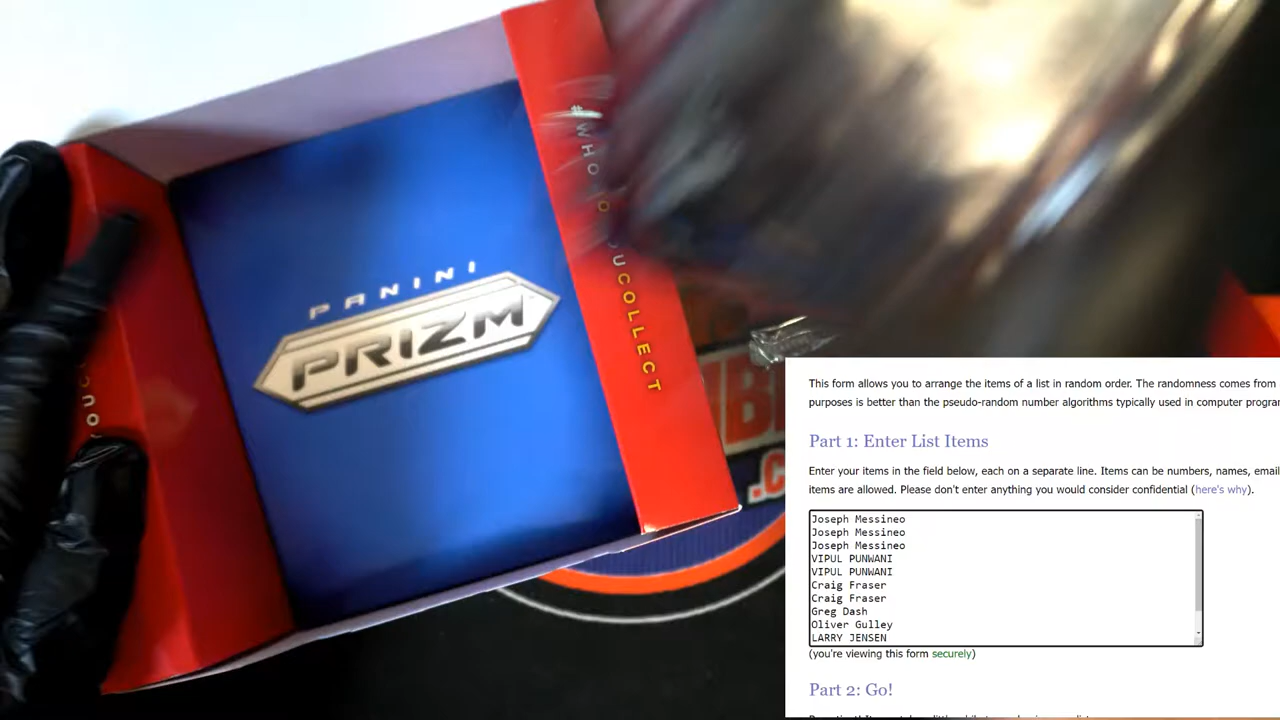 PANINI
PRIZM
COLLECT
This form allows you to arrange the items of a list in random order. The randomness comes from
purposes is better than the pseudo-random number algorithms typically used in computer
Part 1: Enter List Items
Enter your items in the field below, each on a separate line. Items can be numbers, names, email
items are allowed. Please don't enter anything you would consider confidential (here's why).
Joseph Messineo
Joseph Messineo
Joseph Messineo
VIPUL PUNWANI
VIPUL PUNWANI
Craig Fraser
Craig Fraser
Greg Dash
Oliver Gulley
LARRY JENSEN
(you're viewing this form securely)
Part 2: Go!